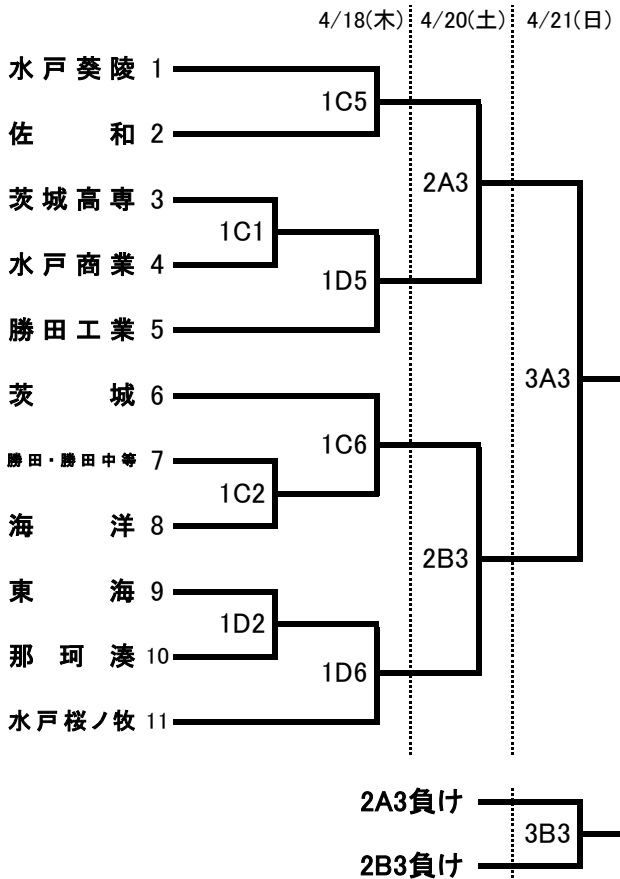 4/18(木) 4/20(土) 4/21(日)
水戸葵陵 1
1C5
佐和 2
2A3
茨城高専 3
1C1
水戸商業 4
1D5
勝田工業 5
3A3
茨城 6
1C6
勝田・勝田中等 7
1C2
海洋 8
2B3
東海 9
1D2
那珂湊 10
1D6
水戸桜ノ牧 11
2A3負け
3B3
2B3負け